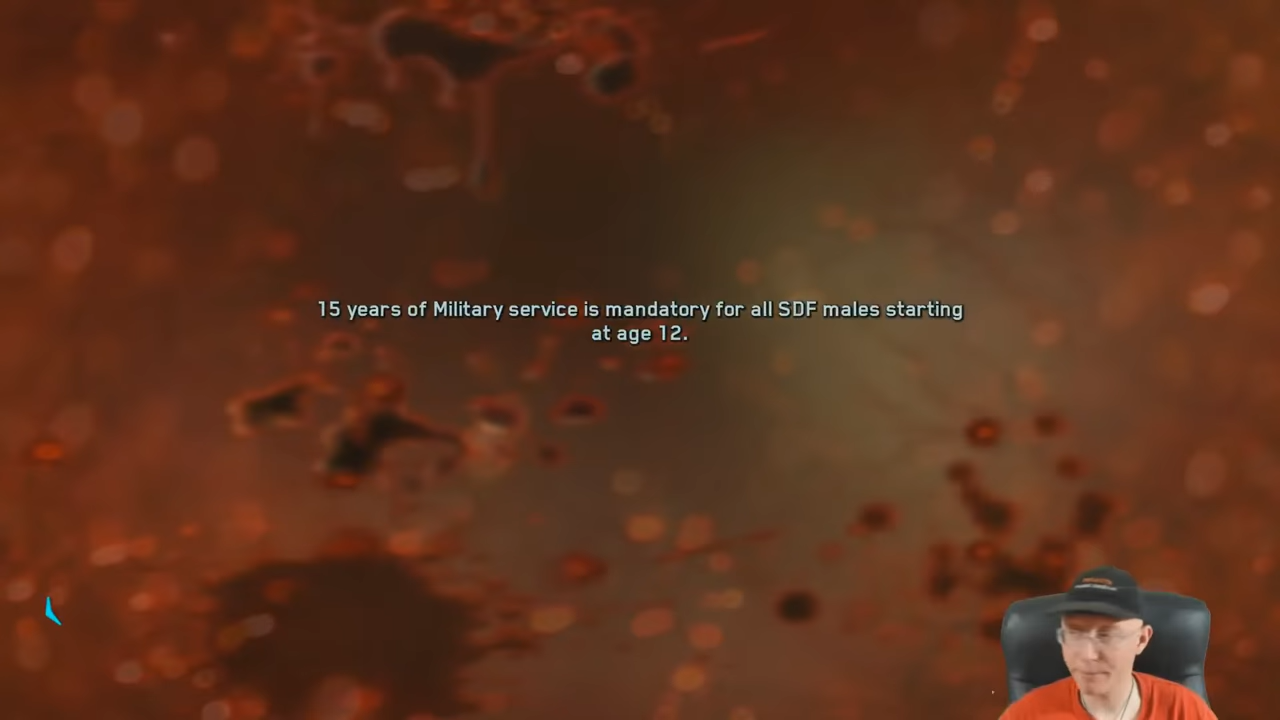 15 years of Military service is mandatory for all SDF males starting
at age 12.